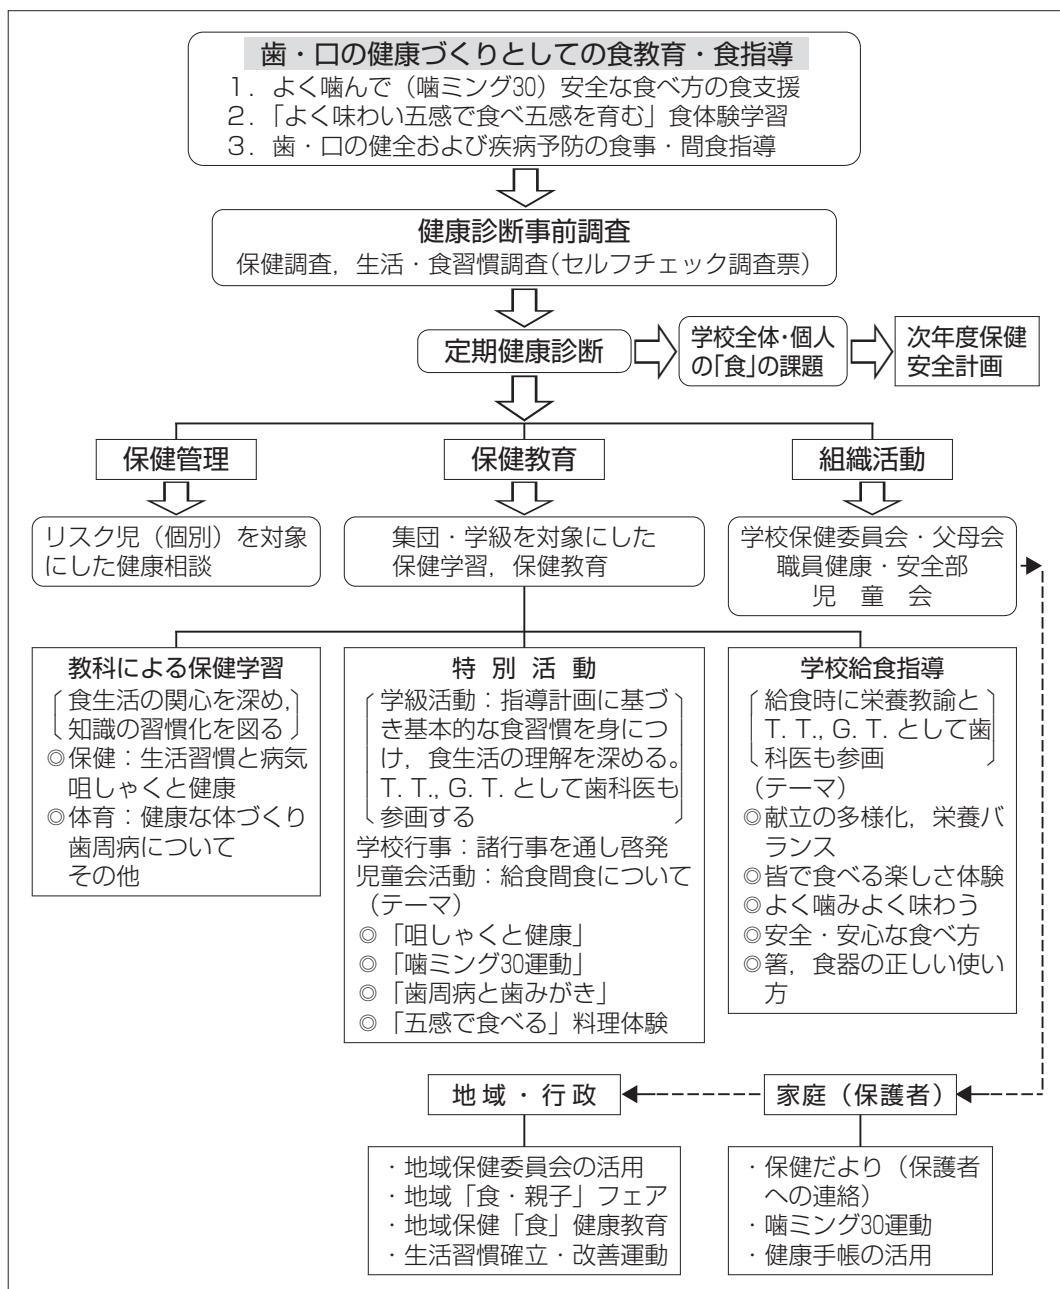 歯・口の健康づくりとしての食教育・食指導
1．よく噛んで（噛ミング30）安全な食べ方の食支援
2．「よく味わい五感で食べ五感を育む」食体験学習
3．歯・口の健全および疾病予防の食事・間食指導
健康診断事前調査
保健調査，生活・食習慣調査（セルフチェック調査票）
定期健康診断
学校全体・個人
の「食」の課題
次年度保健
安全計画
保健管理
保健教育
組織活動
リスク児（個別）を対象
にした健康相談
集団・学級を対象にした
保健学習，保健教育
学校保健委員会・父母会
職員健康・安全部
児　童　会
教科による保健学習
食生活の関心を深め，
知識の習慣化を図る
◎保健：生活習慣と病気
咀しゃくと健康
◎体育：健康な体づくり
歯周病について
その他
特 別 活 動
学級活動：指導計画に基づ
き基本的な食習慣を身につ
け，食生活の理解を深める。
T. T., G. T. として歯科医も
参画する
学校行事：諸行事を通し啓発
児童会活動：給食間食について
（テーマ）
◎「咀しゃくと健康」
◎「噛ミング30運動」
◎「歯周病と歯みがき」
◎「五感で食べる」料理体験
学校給食指導
給食時に栄養教諭と
T. T., G. T. として歯
科医も参画
（テーマ）
◎献立の多様化，栄養バ
ランス
◎皆で食べる楽しさ体験
◎よく噛みよく味わう
◎安全・安心な食べ方
◎箸，食器の正しい使い
方
地 域 ・ 行 政
家庭（保護者）
・地域保健委員会の活用
・地域「食・親子」フェア
・地域保健「食」健康教育
・生活習慣確立・改善運動
・保健だより（保護者
への連絡）
・噛ミング30運動
・健康手帳の活用